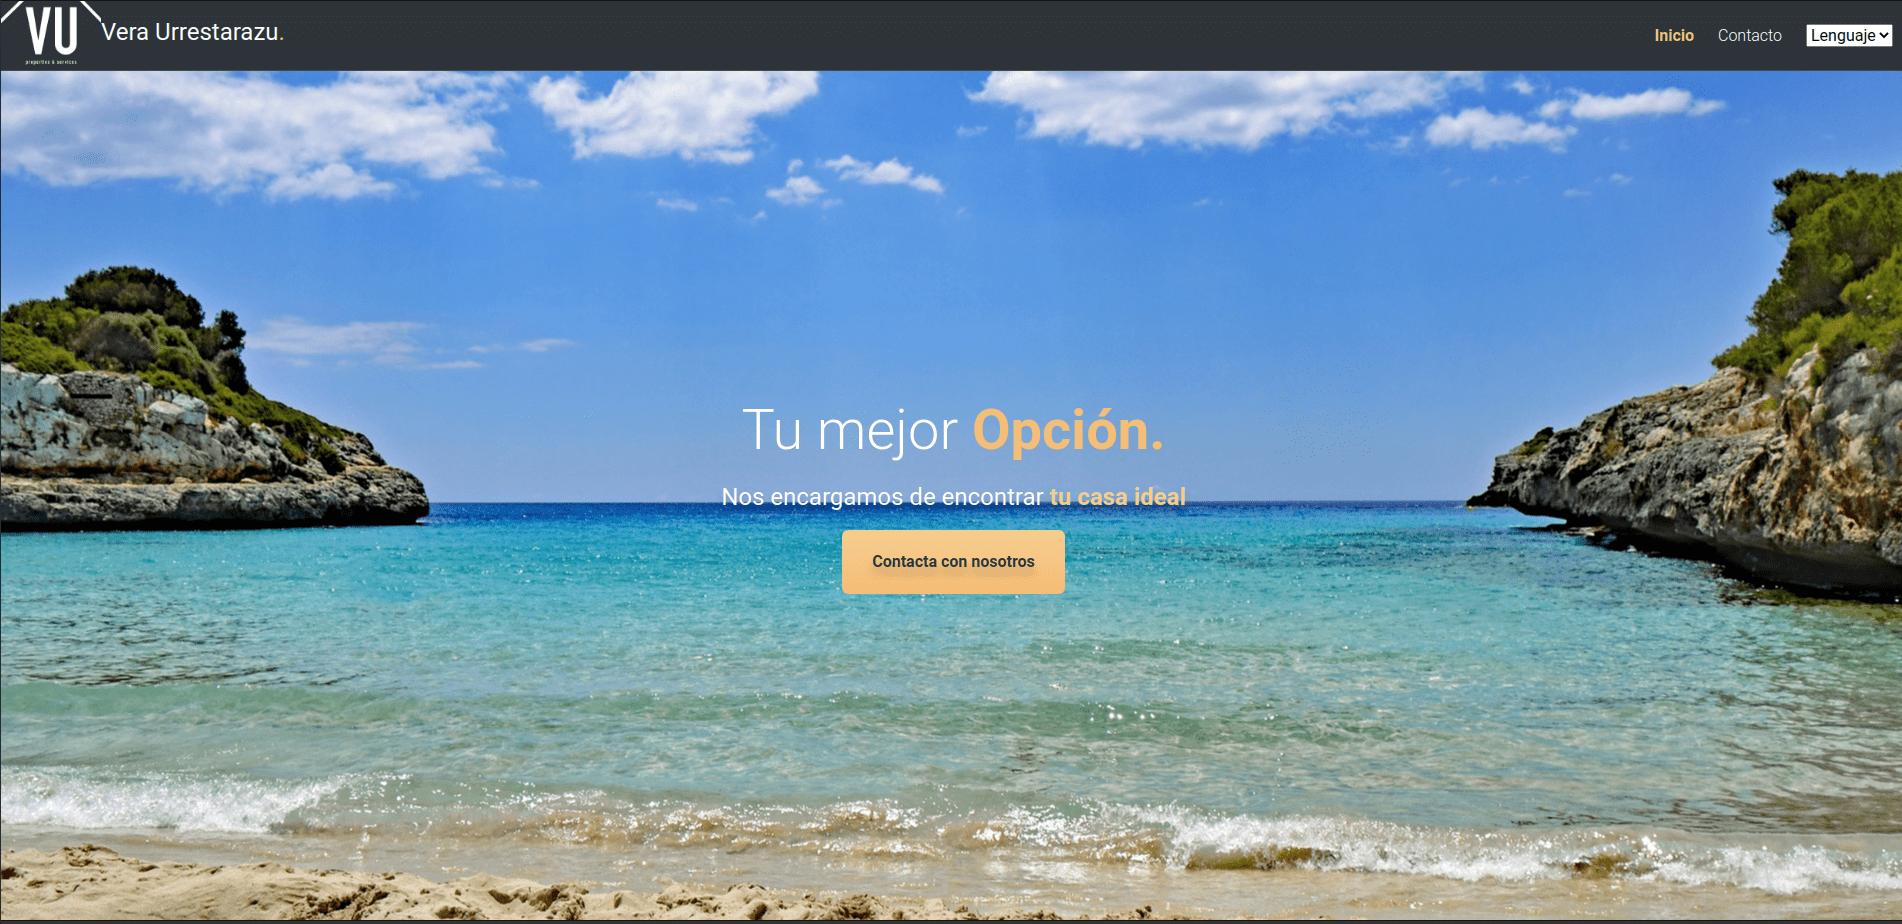 VU
properties & services
Vera Urrestarazu.
Inicio
Contacto
Lenguaje
Tu mejor Opción.
Nos encargamos de encontrar tu casa ideal
Contacta con nosotros